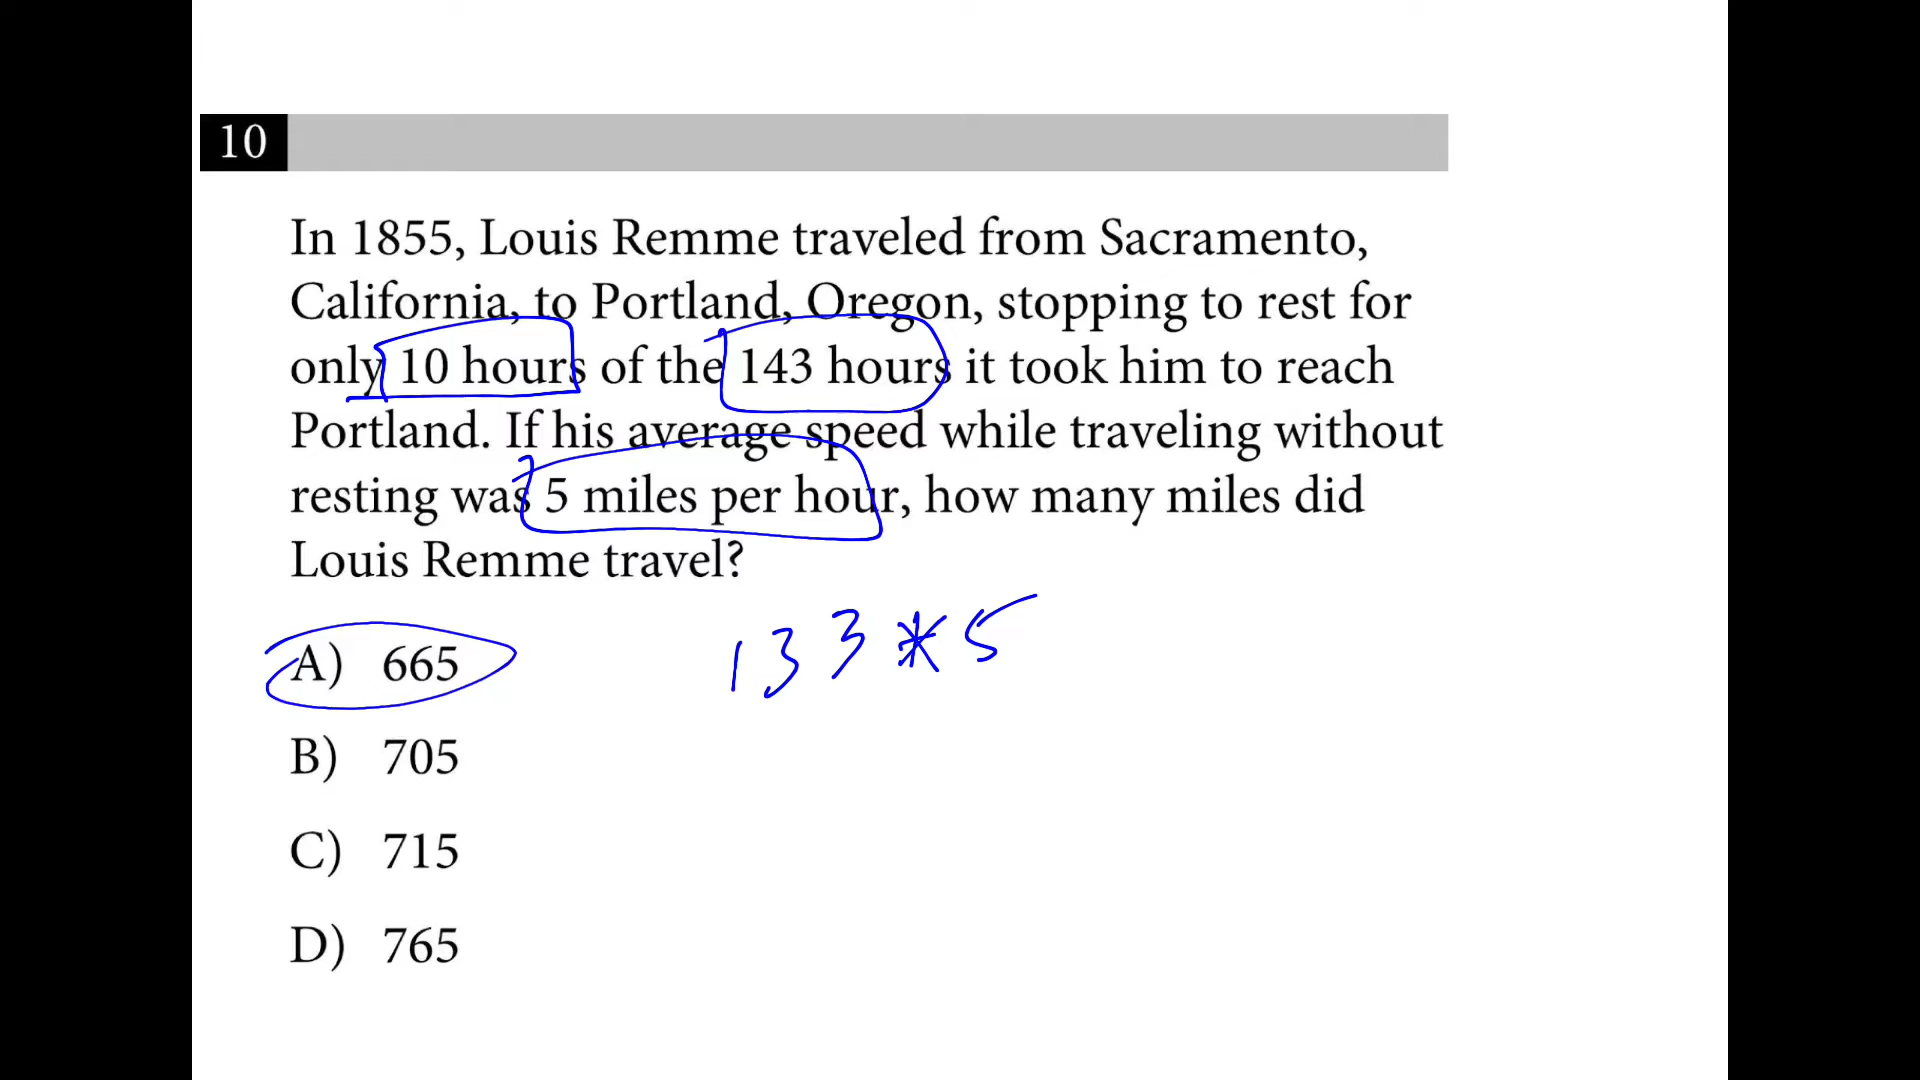 10
In 1855, Louis Remme traveled from Sacramento,
California, to Portland, Oregon, stopping to rest for
only 10 hours of the 143 hours it took him to reach
Portland. If his average speed while traveling without
resting was 5 miles per hour, how many miles did
Louis Remme travel?
A) 665
133*5
B) 705
C) 715
D) 765